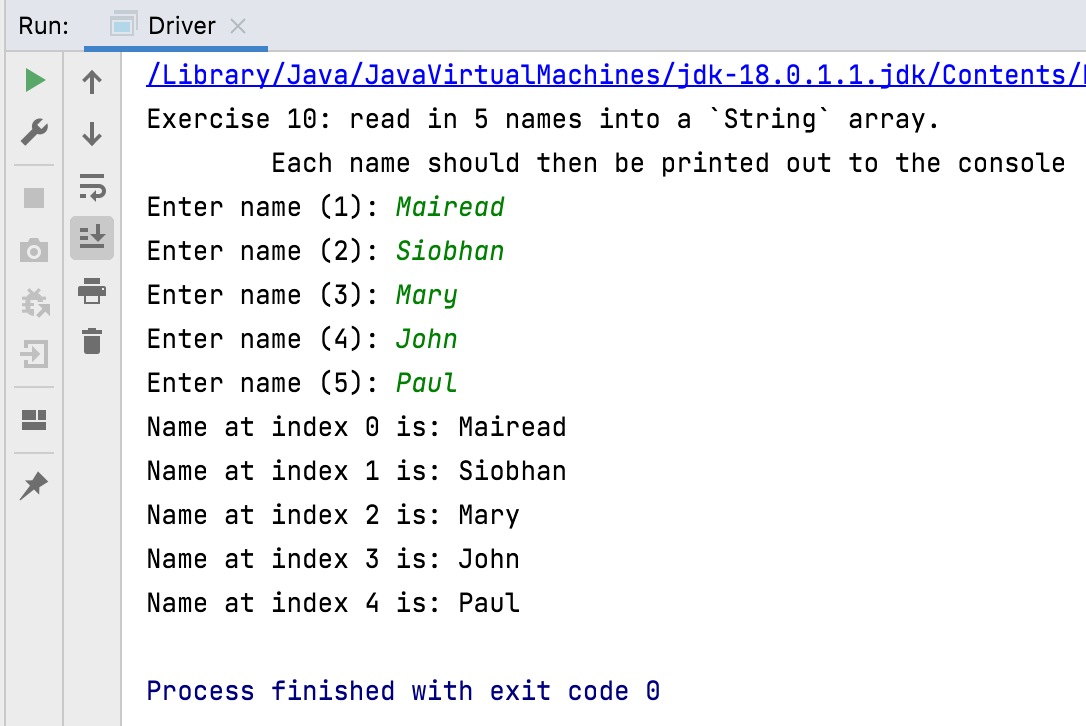 Run: Driver
/Library/Java/JavaVirtualMachines/jdk-18.0.1.1.jdk/Contents/
Exercise 10: read in 5 names into a `String` array.
Each name should then be printed out to the console
Enter name (1): Mairead
Enter name (2): Siobhan
Enter name (3): Mary
Enter name (4): John
Enter name (5): Paul
Name at index 0 is: Mairead
Name at index 1 is: Siobhan
Name at index 2 is: Mary
Name at index 3 is: John
Name at index 4 is: Paul
Process finished with exit code 0